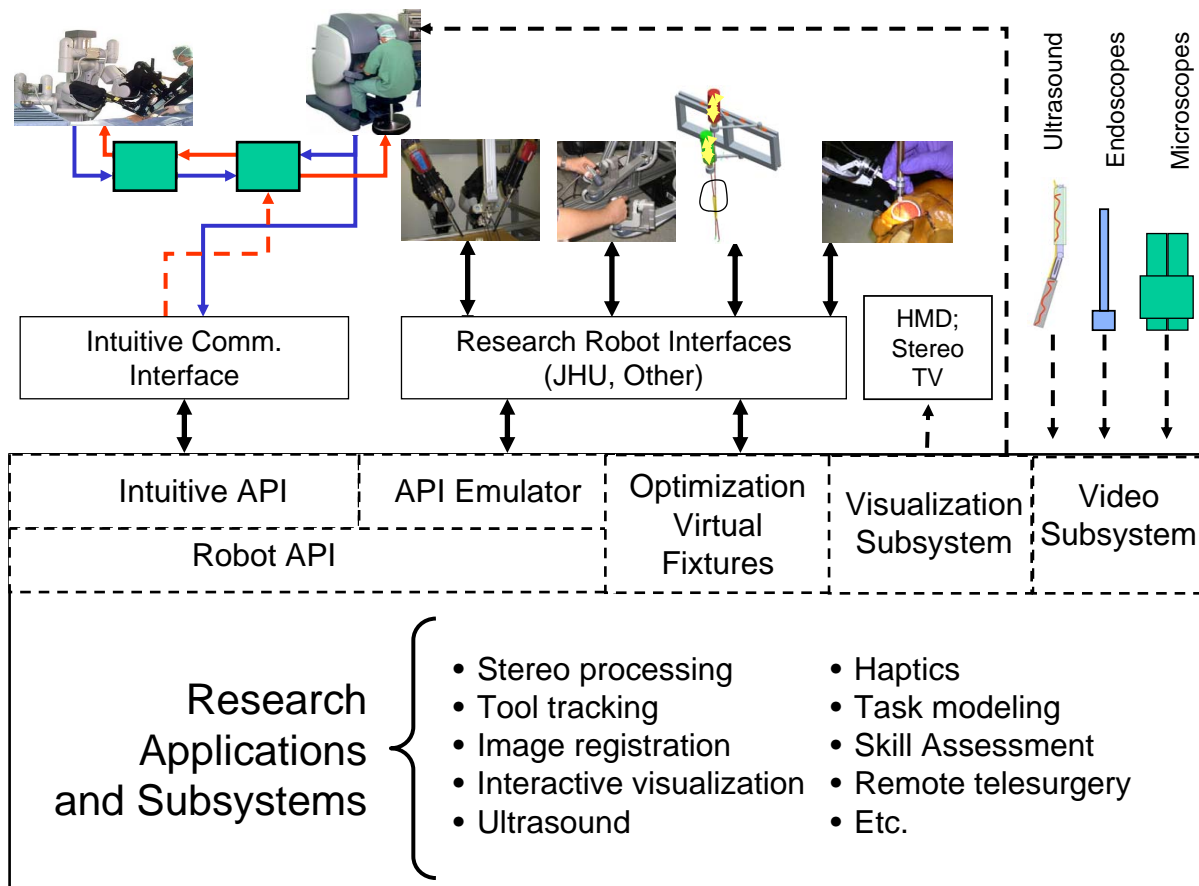 Ultrasound
Endoscopes
Microscopes
Intuitive Comm.
Interface
Research Robot Interfaces
(JHU, Other)
HMD;
Stereo
TV
Intuitive API
API Emulator
Robot API
Optimization
Virtual
Fixtures
Visualization
Subsystem
Video
Subsystem
Research
Applications
and Subsystems
• Stereo processing
• Tool tracking
• Image registration
• Interactive visualization
• Ultrasound
• Haptics
• Task modeling
• Skill Assessment
• Remote telesurgery
• Etc.